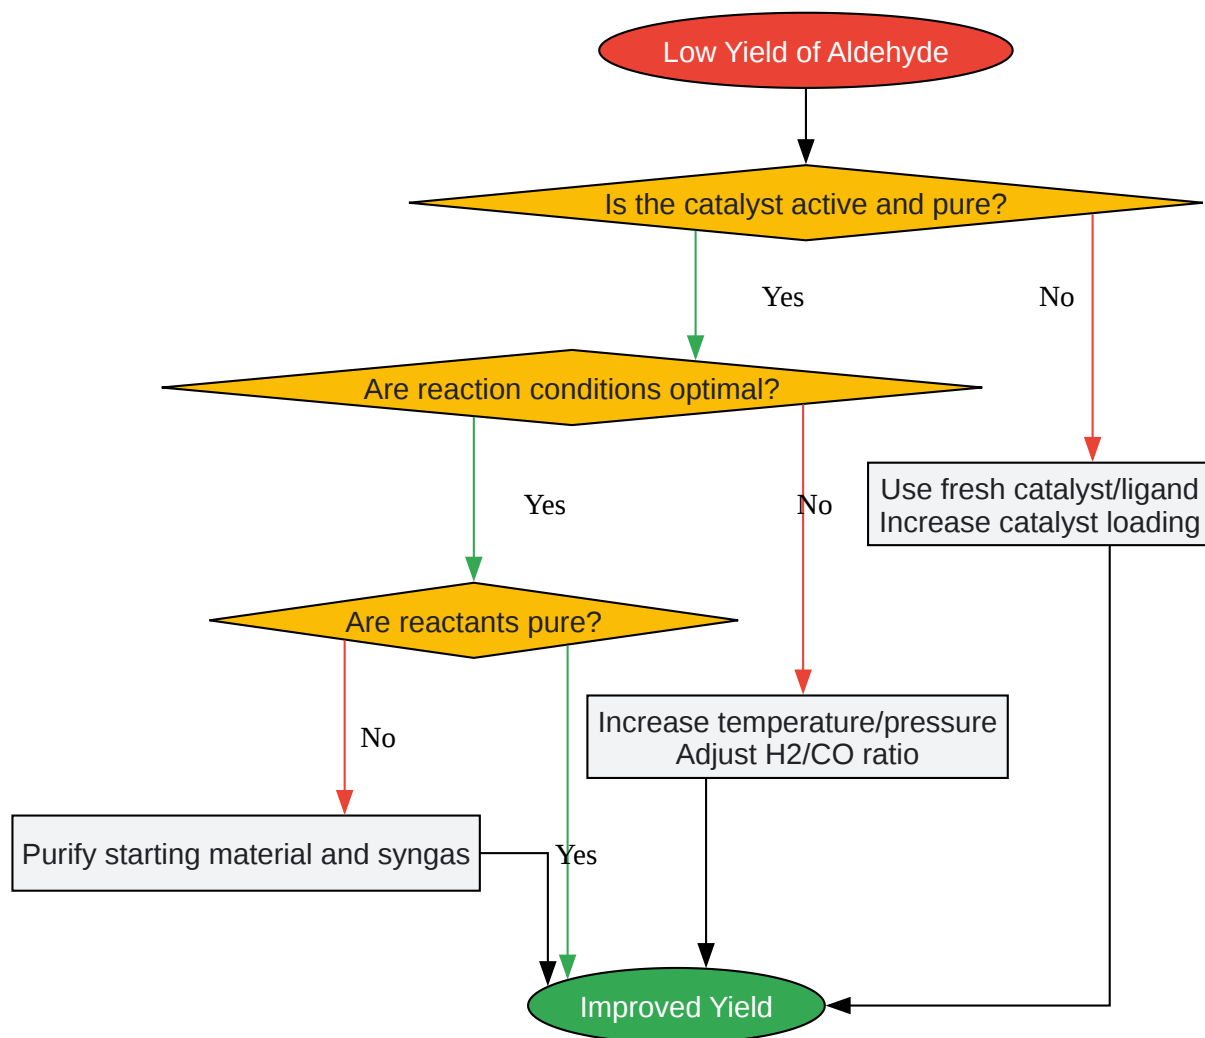 Low Yield of Aldehyde
Is the catalyst active and pure?
Yes
No
Are reaction conditions optimal?
Use fresh catalyst/ligand
Increase catalyst loading
Yes
No
Are reactants pure?
Increase temperature/pressure
Adjust H2/CO ratio
No
Purify starting material and syngas
Yes
Improved Yield